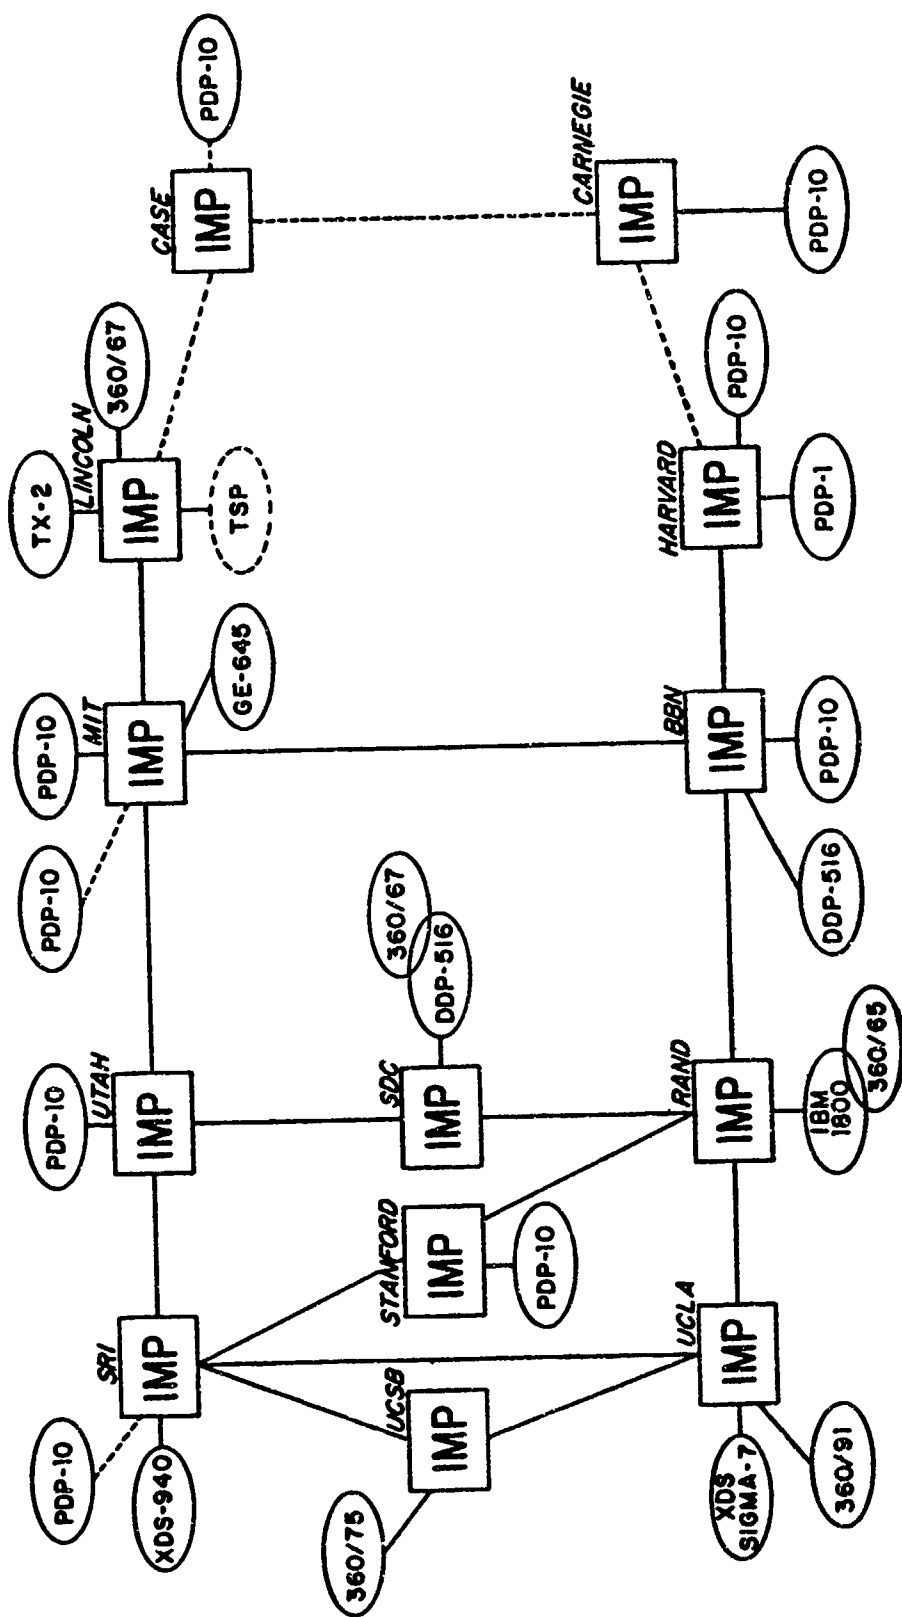 PDP-10
XDS-940
SRI
IMP
PDP-10
UTAH
IMP
PDP-10
PDP-10
MIT
IMP
GE-645
TX-2
LINCOLN
360/67
IMP
TSP
CASE
IMP
PDP-10
360/75
UCSB
IMP
STANFORD
IMP
PDP-10
SDC
IMP
360/67
DDP-516
XDS
SIGMA-7
UCLA
IMP
360/91
RAND
IMP
IBM
1800
360/65
BBN
IMP
DDP-516
PDP-10
HARVARD
IMP
PDP-10
PDP-1
CARNEGIE
IMP
PDP-10